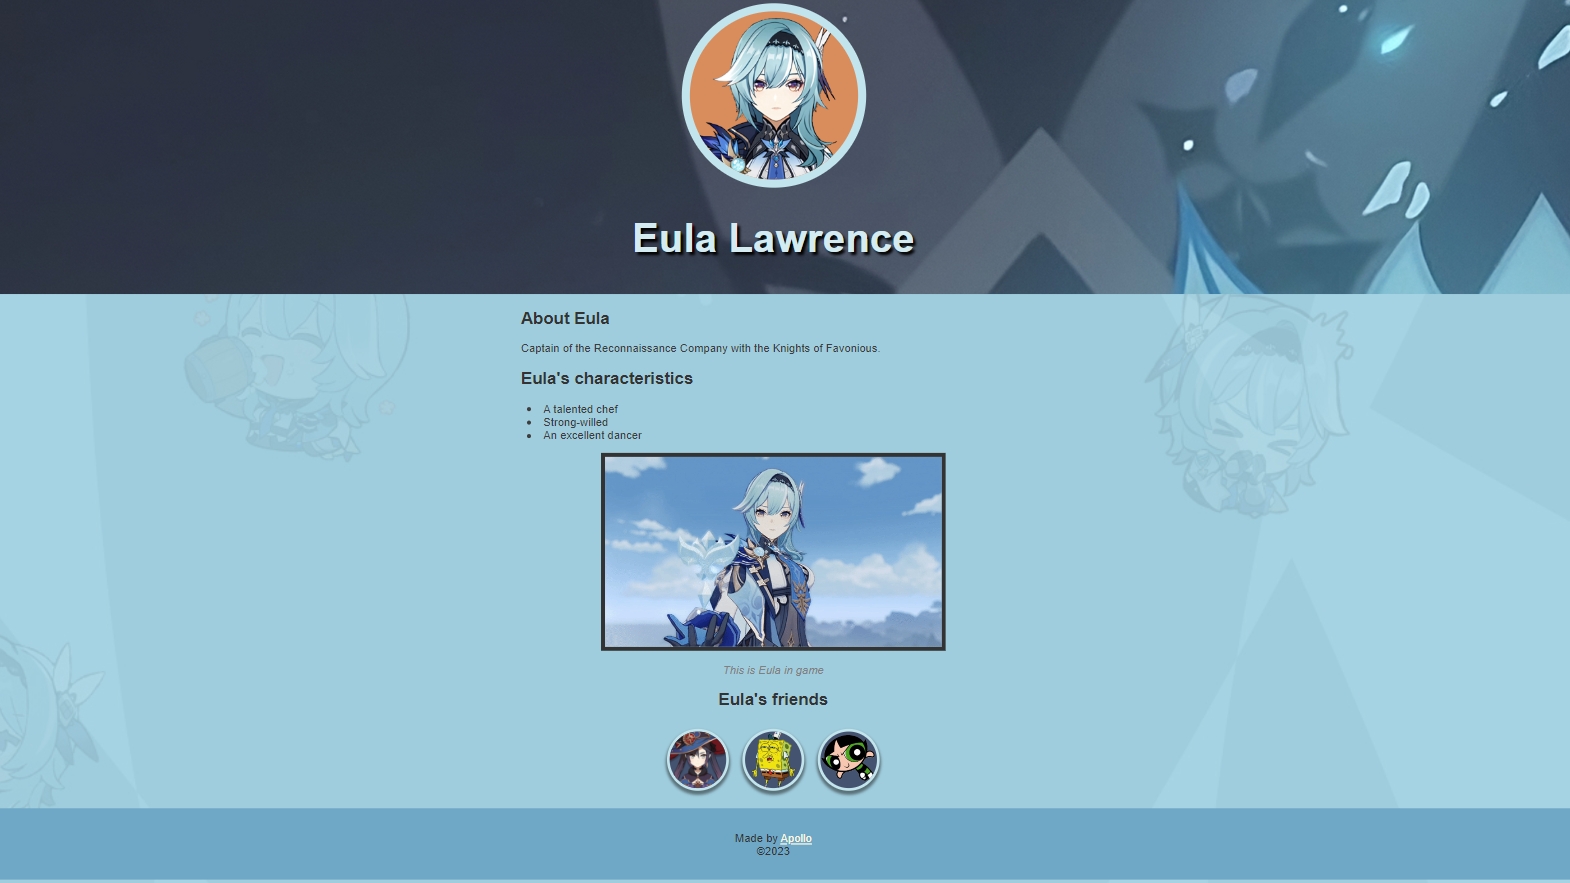 Eula Lawrence
About Eula
Captain of the Reconnaissance Company with the Knights of Favonious.
Eula's characteristics
A talented chef
Strong-willed
An excellent dancer
This is Eula in game
Eula's friends
Made by Apollo
©2023